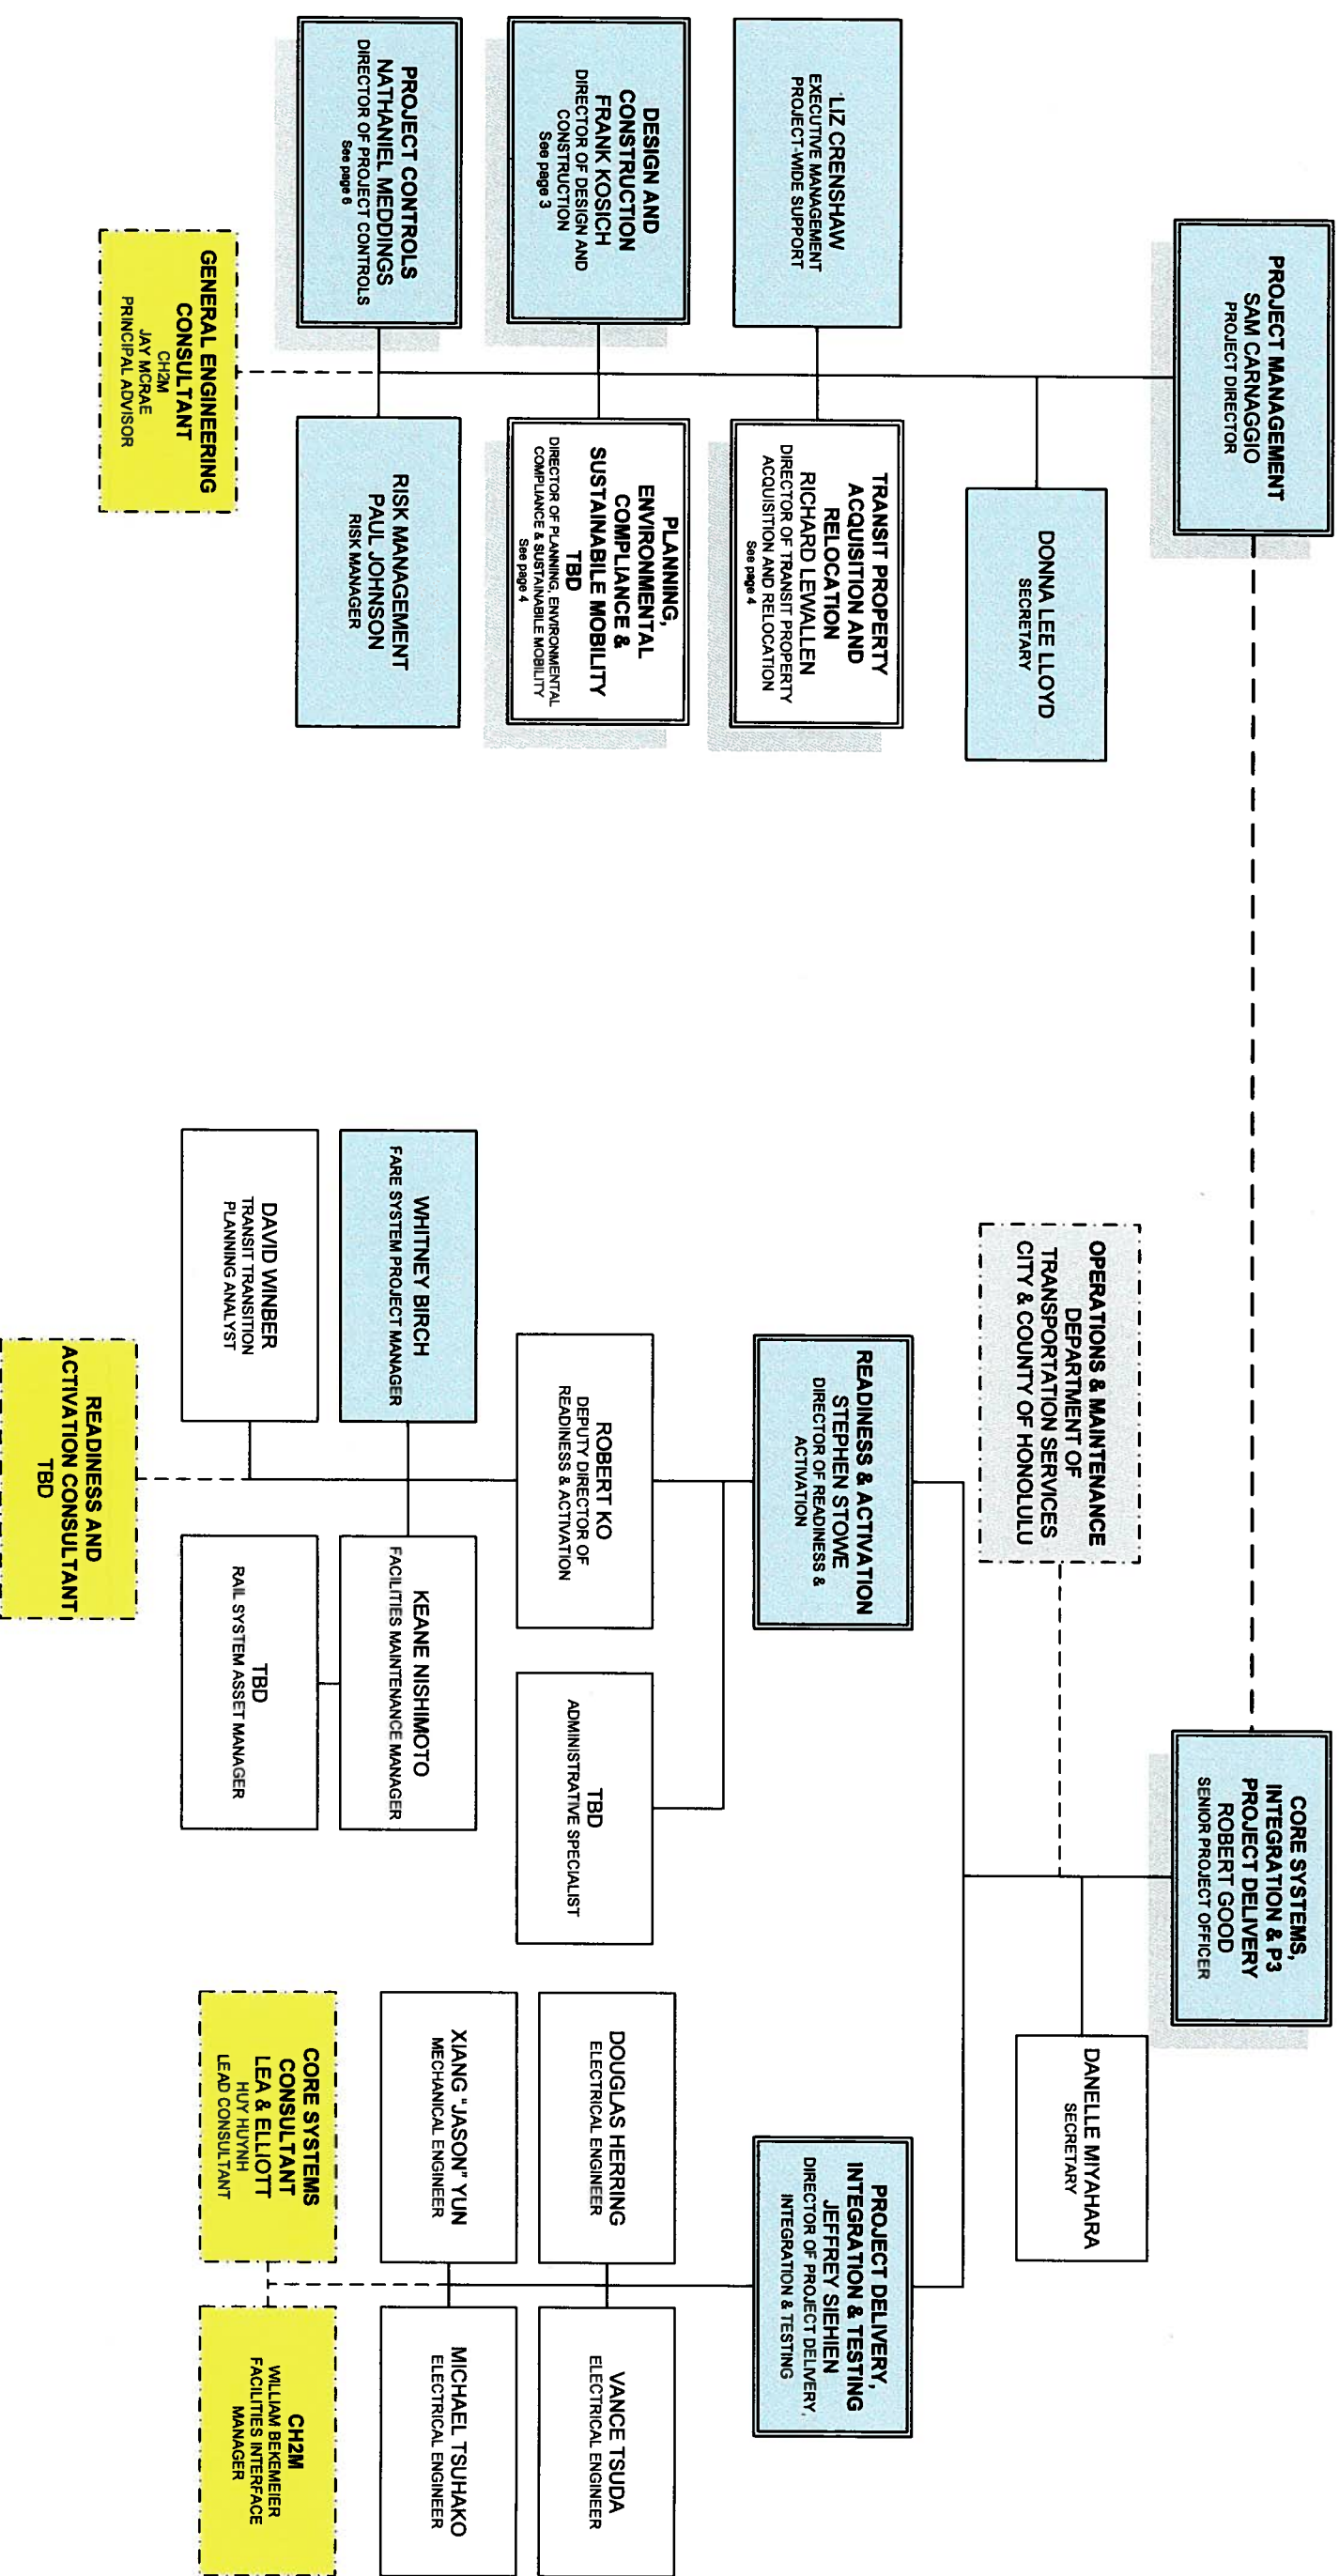 PROJECT MANAGEMENT
SAM CARNAGGIO
PROJECT DIRECTOR
DONNA LEE LLOYD
SECRETARY
LIZ CRENSHAW
EXECUTIVE MANAGEMENT
PROJECT-WIDE SUPPORT
TRANSIT PROPERTY
ACQUISITION AND
RELOCATION
RICHARD LEWALLEN
DIRECTOR OF TRANSIT PROPERTY
ACQUISITION AND RELOCATION
See page 4
DESIGN AND
CONSTRUCTION
FRANK KOSICH
DIRECTOR OF DESIGN AND
CONSTRUCTION
See page 3
PLANNING,
ENVIRONMENTAL
COMPLIANCE &
SUSTAINABILE MOBILITY
TBD
DIRECTOR OF PLANNING, ENVIRONMENTAL
COMPLIANCE & SUSTAINABILE MOBILITY
See page 4
PROJECT CONTROLS
NATHANIEL MEDDINGS
DIRECTOR OF PROJECT CONTROLS
See page 6
RISK MANAGEMENT
PAUL JOHNSON
RISK MANAGER
GENERAL ENGINEERING
CONSULTANT
CH2M
JAY MCRAE
PRINCIPAL ADVISOR
CORE SYSTEMS,
INTEGRATION & P3
PROJECT DELIVERY
ROBERT GOOD
SENIOR PROJECT OFFICER
DANELLE MIYAHARA
SECRETARY
OPERATIONS & MAINTENANCE
DEPARTMENT OF
TRANSPORTATION SERVICES
CITY & COUNTY OF HONOLULU
READINESS & ACTIVATION
STEPHEN STOWE
DIRECTOR OF READINESS &
ACTIVATION
ROBERT KO
DEPUTY DIRECTOR OF
READINESS & ACTIVATION
TBD
ADMINISTRATIVE SPECIALIST
WHITNEY BIRCH
FARE SYSTEM PROJECT MANAGER
KEANE NISHIMOTO
FACILITIES MAINTENANCE MANAGER
DAVID WINBER
TRANSIT TRANSITION
PLANNING ANALYST
TBD
RAIL SYSTEM ASSET MANAGER
READINESS AND
ACTIVATION CONSULTANT
TBD
PROJECT DELIVERY,
INTEGRATION & TESTING
JEFFREY SIEHIEN
DIRECTOR OF PROJECT DELIVERY,
INTEGRATION & TESTING
DOUGLAS HERRING
ELECTRICAL ENGINEER
VANCE TSUDA
ELECTRICAL ENGINEER
XIANG "JASON" YUN
MECHANICAL ENGINEER
MICHAEL TSUHAKO
ELECTRICAL ENGINEER
CORE SYSTEMS
CONSULTANT
LEA & ELLIOTT
HUY HUYNH
LEAD CONSULTANT
CH2M
WILLIAM BEKEMEIER
FACILITIES INTERFACE
MANAGER